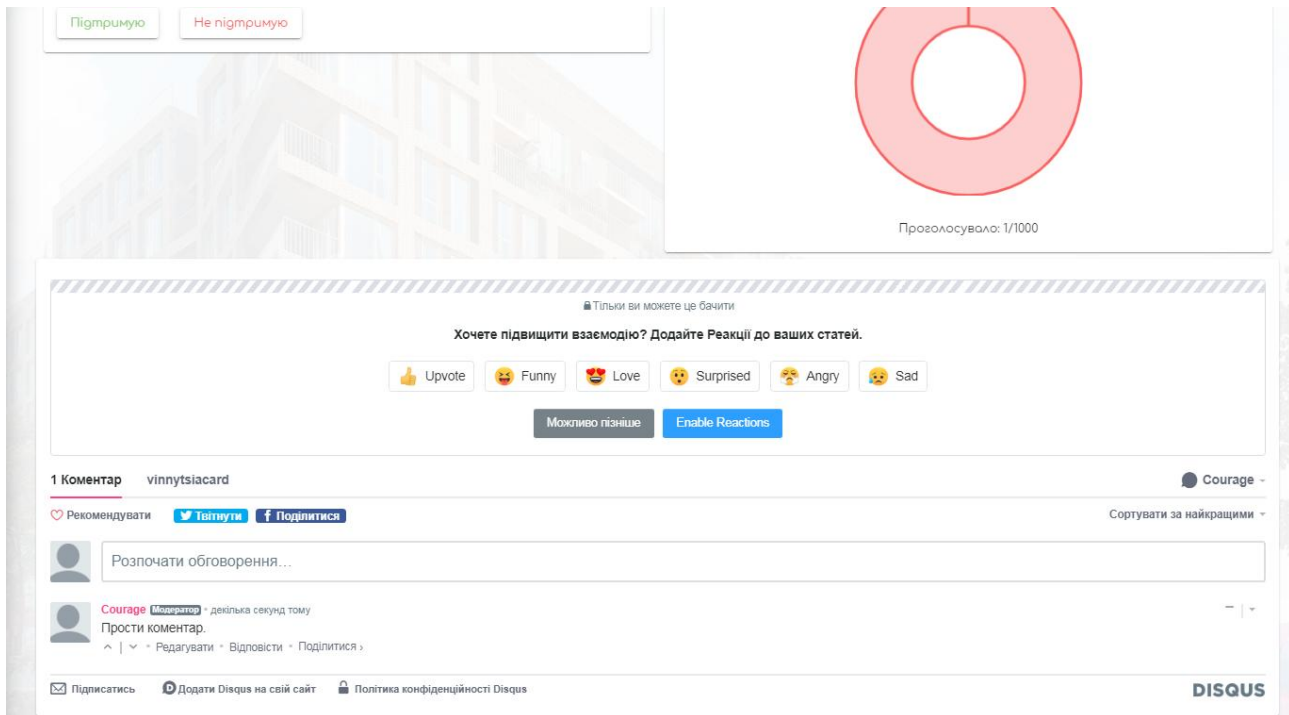 Підтримую Не підтримую
Проголосувало: 1/1000
Тільки ви можете це бачити
Хочете підвищити взаємодію? Додайте Реакції до ваших статей.
Upvote Funny Love Surprised Angry Sad
Можливо пізніше Enable Reactions
1 Коментар vinnytsiacard Courage
Рекомендувати Твітнути Поділитися Сортувати за найкращими
Розпочати обговорення...
Courage Модератор • декілька секунд тому
Прости коментар.
Редагувати • Відповісти • Поділитися ›
Підписатись Додати Disqus на свій сайт Політика конфіденційності Disqus DISQUS